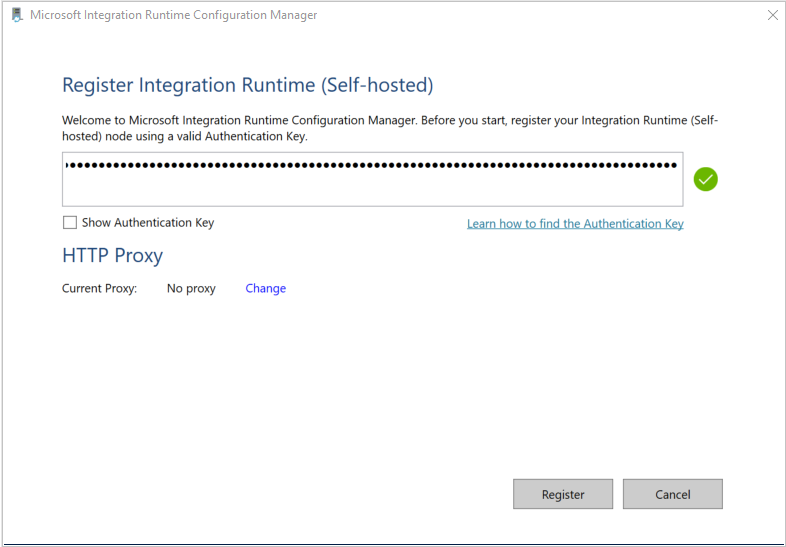 Microsoft Integration Runtime Configuration Manager
Register Integration Runtime (Self-hosted)
Welcome to Microsoft Integration Runtime Configuration Manager. Before you start, register your Integration Runtime (Self-
hosted) node using a valid Authentication Key.
Show Authentication Key
Learn how to find the Authentication Key
HTTP Proxy
Current Proxy: No proxy Change
Register Cancel